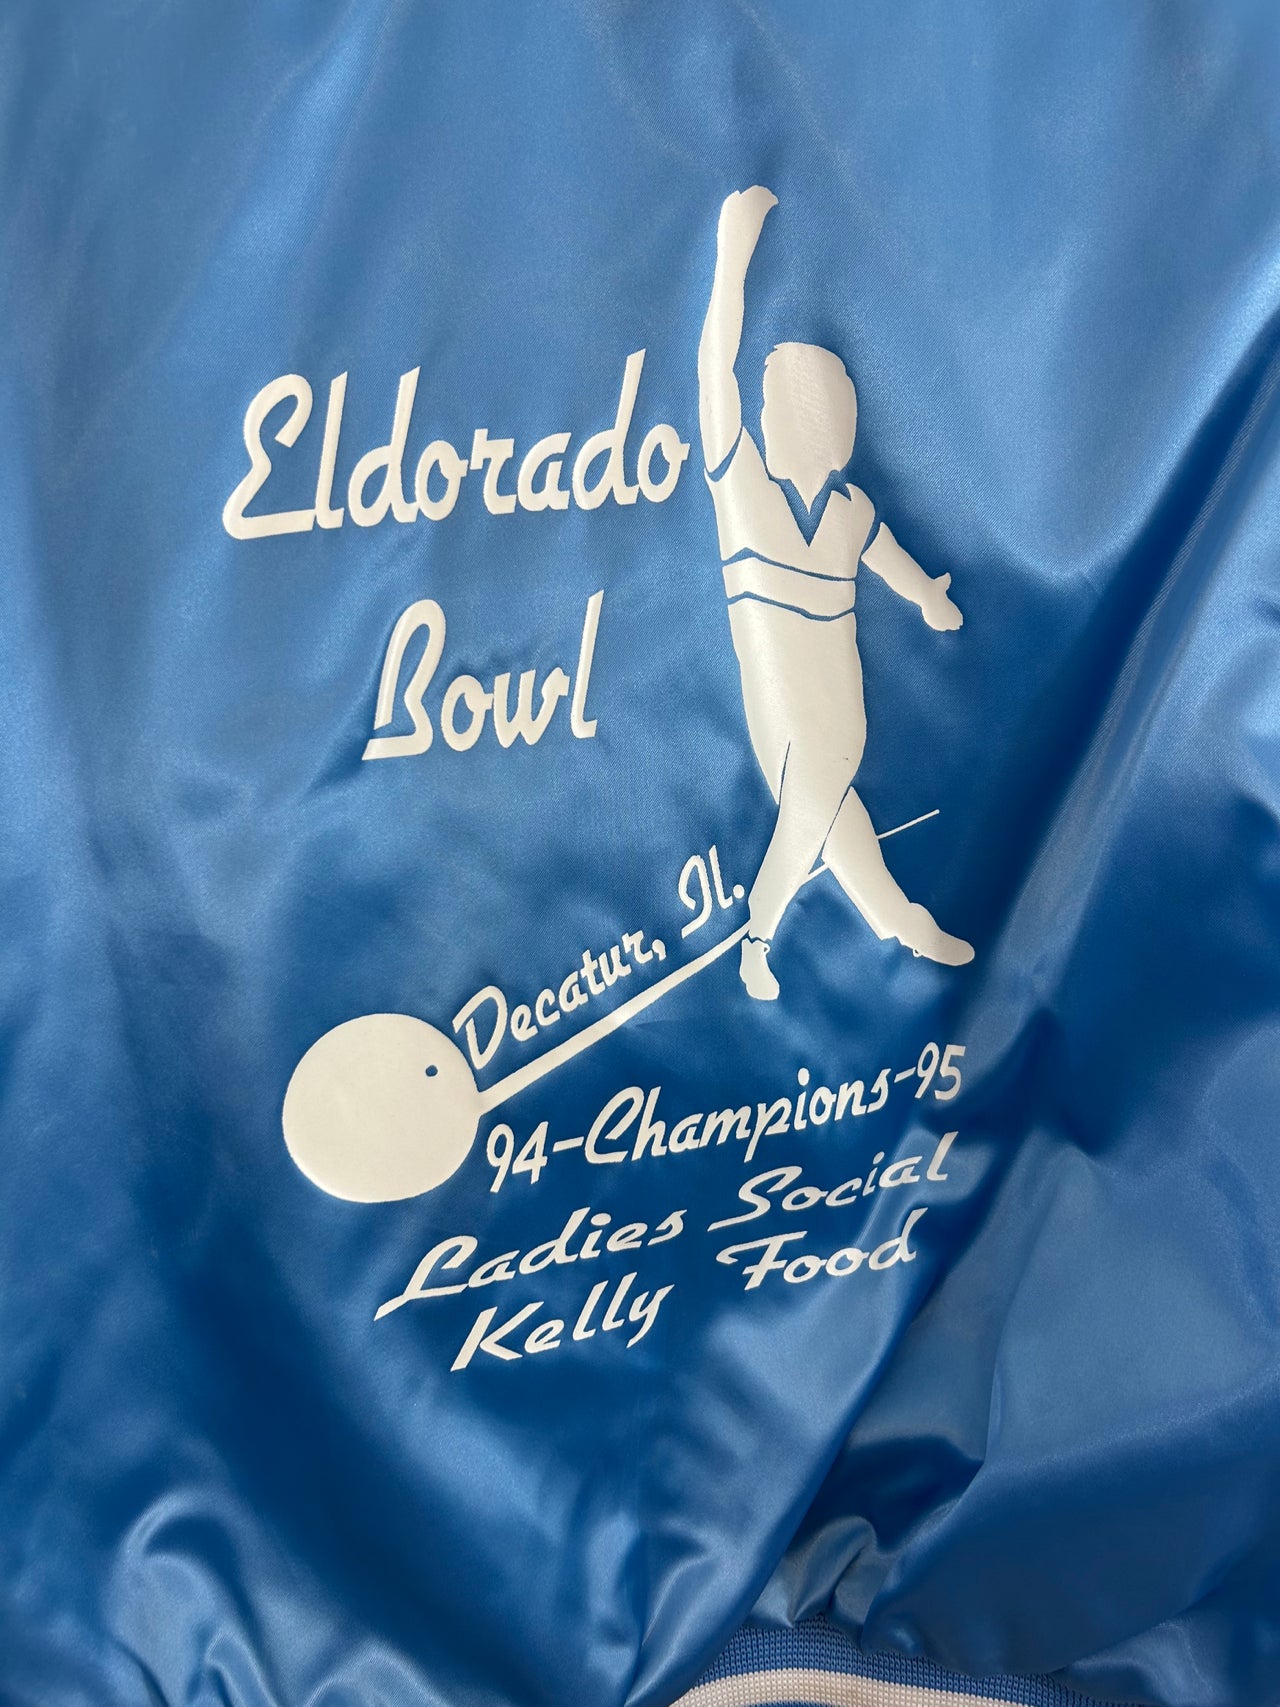 Eldorado
Bowl
Decatur, Il.
94-Champions-95
Ladies Social
Kelly Food